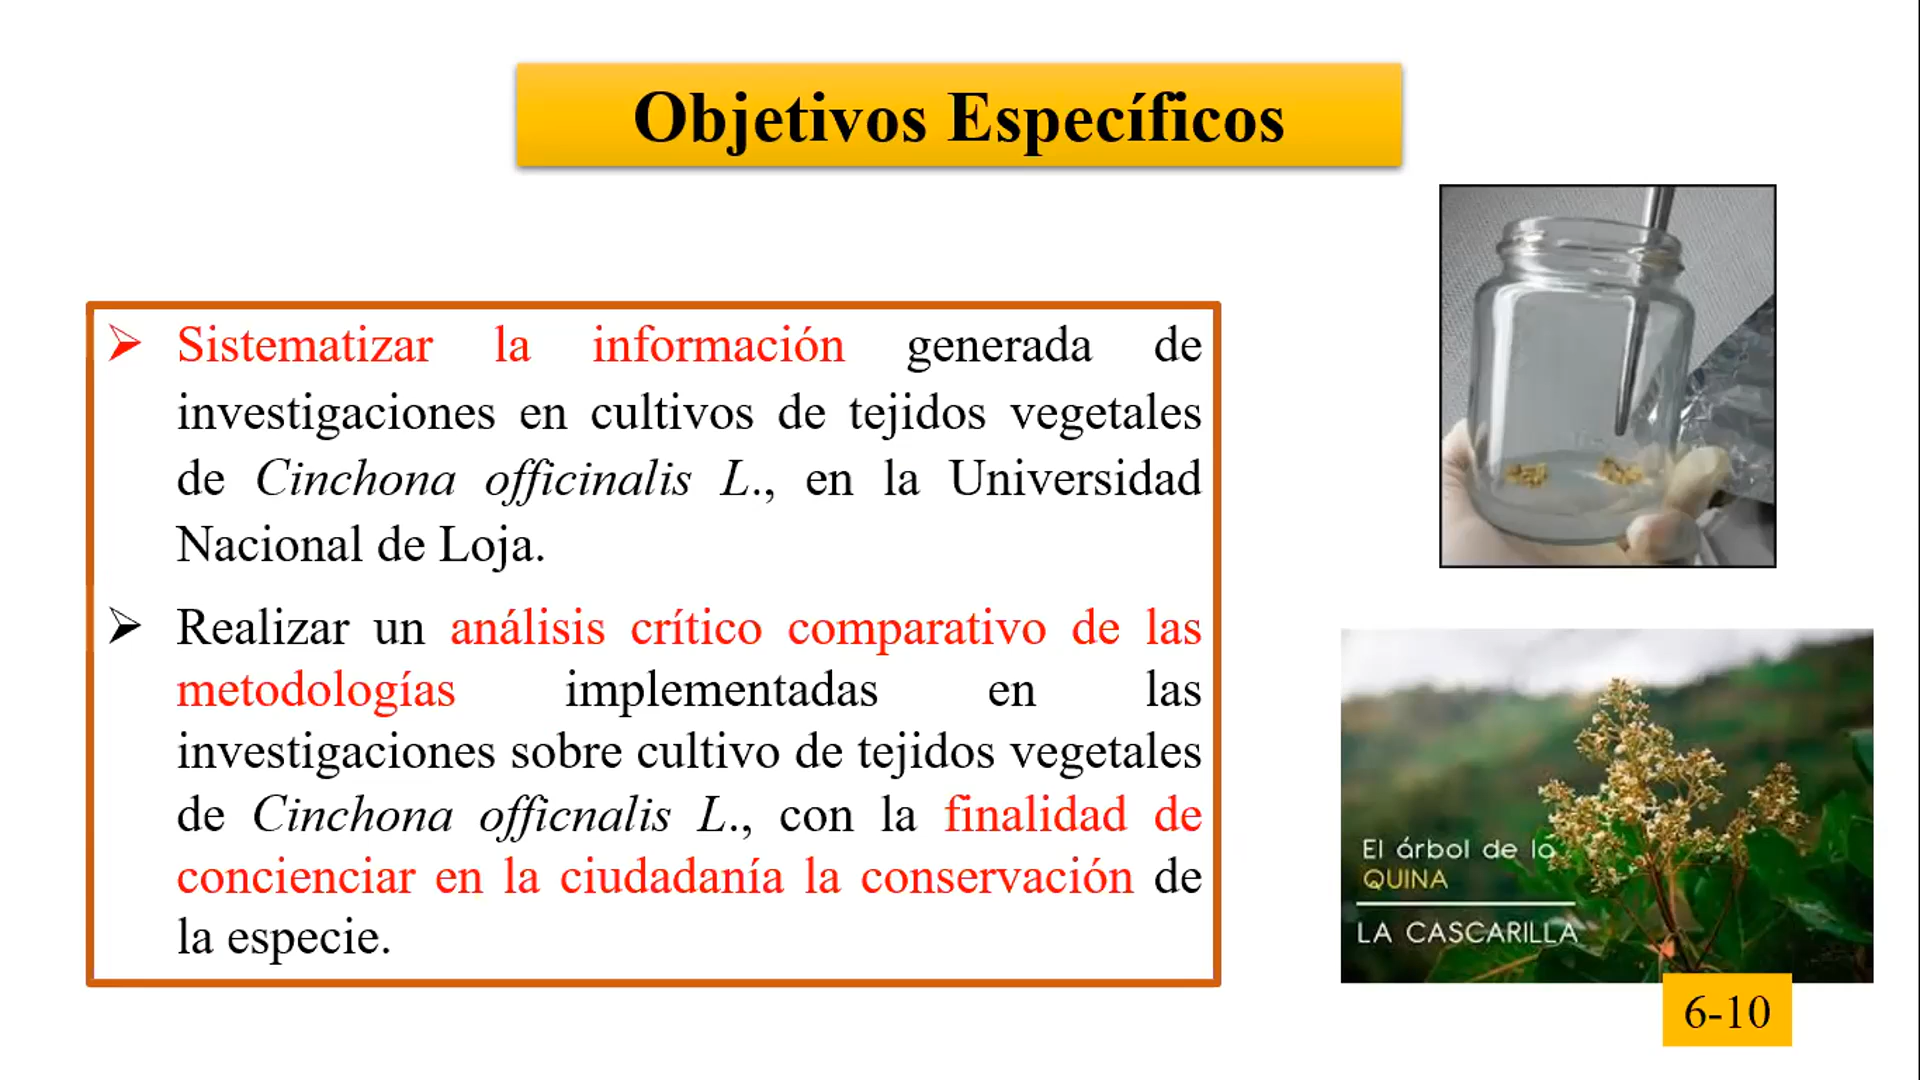 Objetivos Específicos
➢ Sistematizar la información generada de
investigaciones en cultivos de tejidos vegetales
de Cinchona officinalis L., en la Universidad
Nacional de Loja.
➢ Realizar un análisis crítico comparativo de las
metodologías implementadas en las
investigaciones sobre cultivo de tejidos vegetales
de Cinchona officnalis L., con la finalidad de
concienciar en la ciudadanía la conservación de
la especie.
El árbol de la
QUINA
LA CASCARILLA
6-10